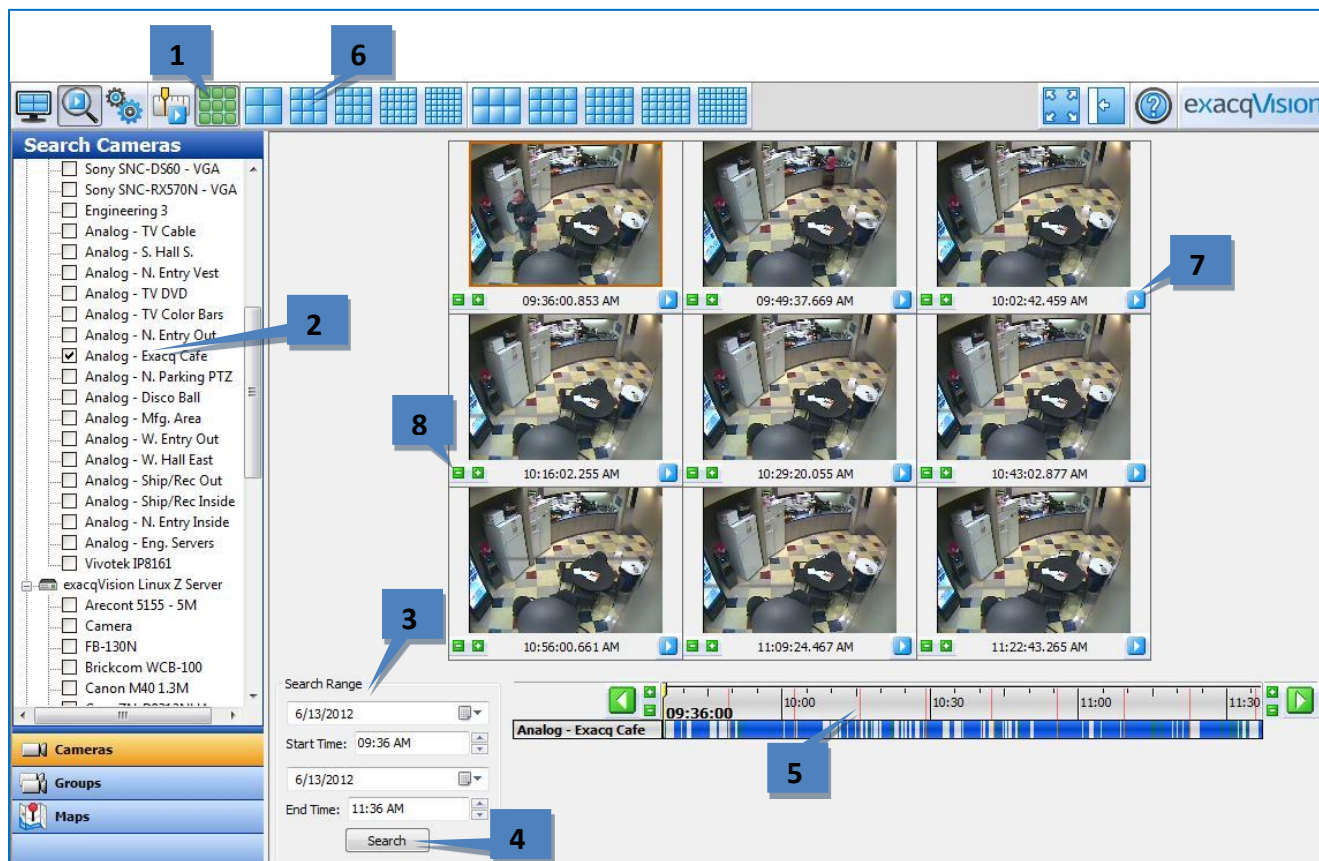 1
6
exacqVision
Search Cameras
Sony SNC-DS60 - VGA
Sony SNC-RX570N - VGA
Engineering 3
Analog - TV Cable
Analog - S. Hall S.
Analog - N. Entry Vest
Analog - TV DVD
Analog - TV Color Bars
Analog - N. Entry Out
Analog - Exacq Cafe
Analog - N. Parking PTZ
Analog - Disco Ball
Analog - Mfg. Area
Analog - W. Entry Out
Analog - W. Hall East
Analog - Ship/Rec Out
Analog - Ship/Rec Inside
Analog - N. Entry Inside
Analog - Eng. Servers
Vivotek IP8161
exacqVision Linux Z Server
Arecont 5155 - 5M
Camera
FB-130N
Brickcom WCB-100
Canon M40 1.3M
2
Cameras
Groups
Maps
09:36:00.853 AM
09:49:37.669 AM
10:02:42.459 AM
7
8
10:16:02.255 AM
10:29:20.055 AM
10:43:02.877 AM
10:56:00.661 AM
11:09:24.467 AM
11:22:43.265 AM
3
Search Range
6/13/2012
Start Time: 09:36 AM
6/13/2012
End Time: 11:36 AM
Search
4
10:00
10:30
11:00
11:30
09:36:00
Analog - Exacq Cafe
5